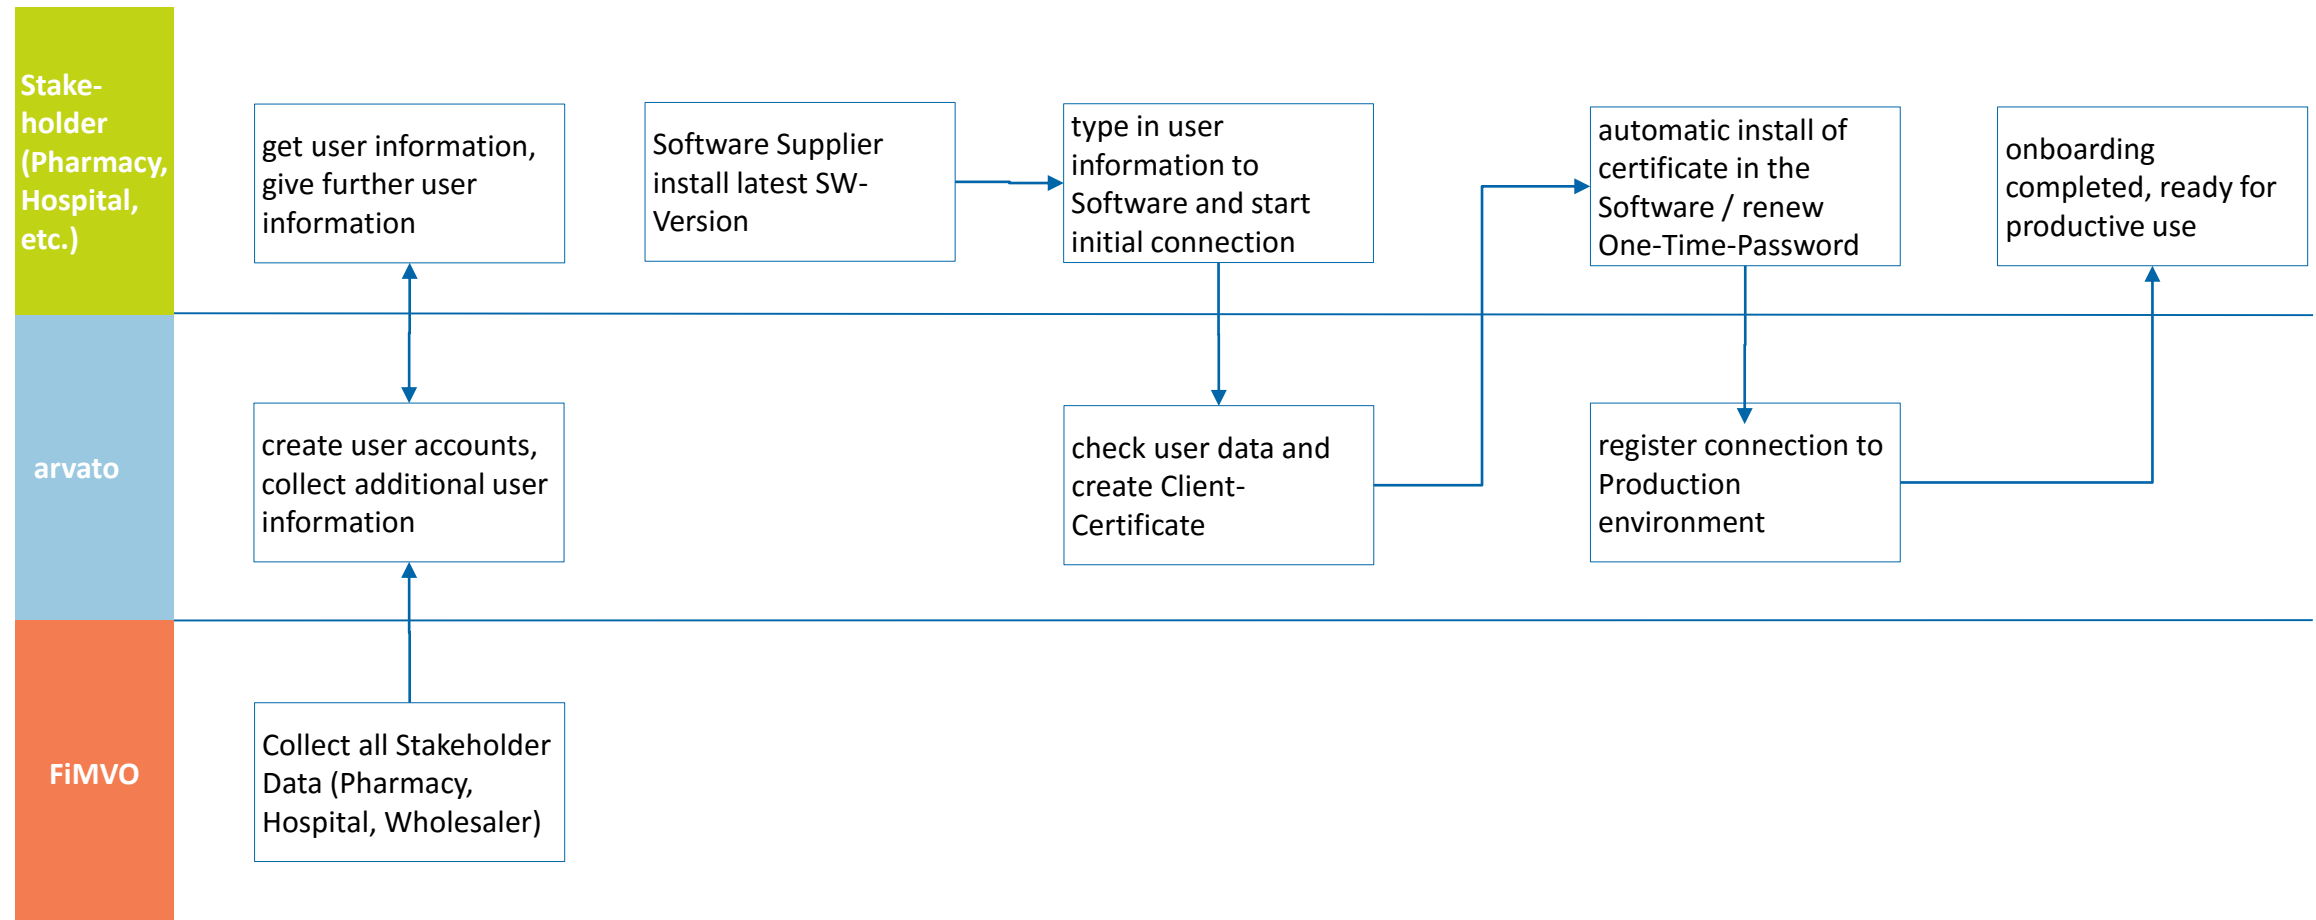 Stake-
holder
(Pharmacy,
Hospital,
etc.)
get user information,
give further user
information
Software Supplier
install latest SW-
Version
type in user
information to
Software and start
initial connection
automatic install of
certificate in the
Software / renew
One-Time-Password
onboarding
completed, ready for
productive use
arvato
create user accounts,
collect additional user
information
check user data and
create Client-
Certificate
register connection to
Production
environment
FiMVO
Collect all Stakeholder
Data (Pharmacy,
Hospital, Wholesaler)